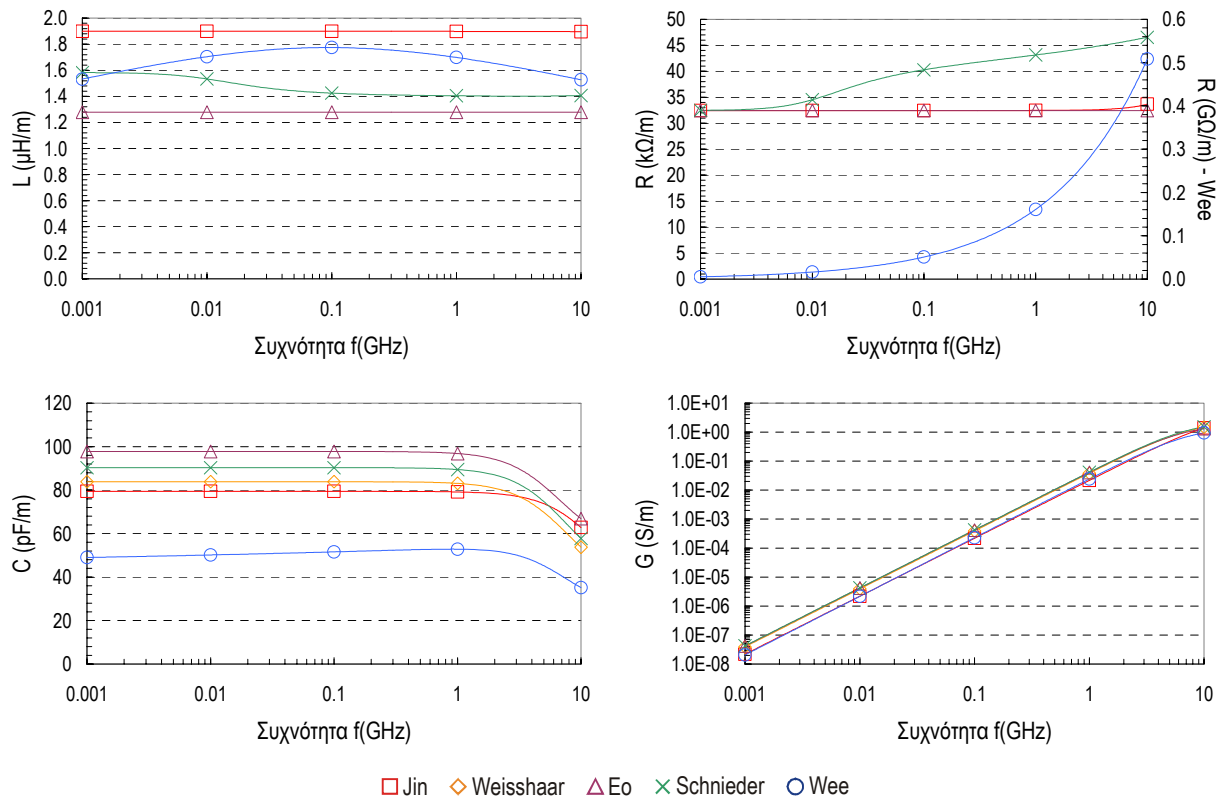 2.0
1.8
1.6
1.4
1.2
1.0
0.8
0.6
0.4
0.2
0.0
L (μH/m)
0.001 0.01 0.1 1 10
Συχνότητα f(GHz)
50
45
40
35
30
25
20
15
10
5
0
R (kΩ/m)
0.6
0.5
0.4
0.3
0.2
0.1
0.0
R (GΩ/m) - Wee
0.001 0.01 0.1 1 10
Συχνότητα f(GHz)
120
100
80
60
40
20
0
C (pF/m)
0.001 0.01 0.1 1 10
Συχνότητα f(GHz)
1.0E+01
1.0E+00
1.0E-01
1.0E-02
1.0E-03
1.0E-04
1.0E-05
1.0E-06
1.0E-07
1.0E-08
G (S/m)
0.001 0.01 0.1 1 10
Συχνότητα f(GHz)
Jin Weisshaar Eo Schnieder Wee